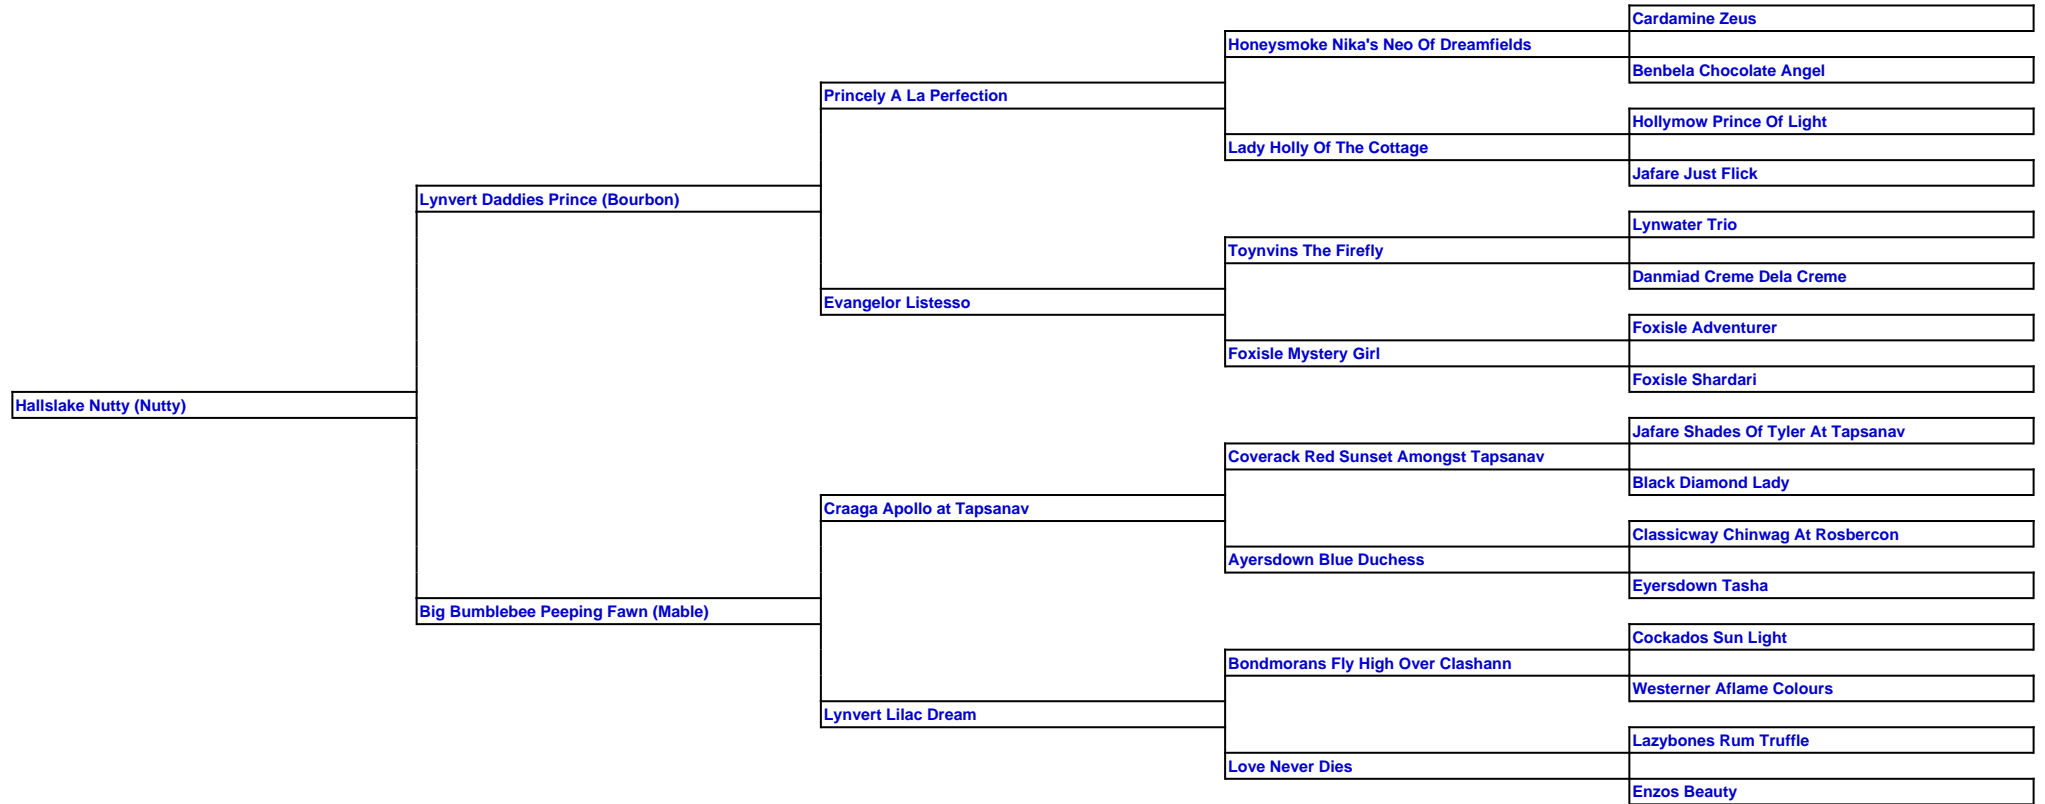 Cardamine Zeus
Honeysmoke Nika's Neo Of Dreamfields
Benbela Chocolate Angel
Princely A La Perfection
Hollymow Prince Of Light
Lady Holly Of The Cottage
Jafare Just Flick
Lynvert Daddies Prince (Bourbon)
Lynwater Trio
Toynvins The Firefly
Danmiad Creme Dela Creme
Evangelor Listesso
Foxisle Adventurer
Foxisle Mystery Girl
Foxisle Shardari
Hallslake Nutty (Nutty)
Jafare Shades Of Tyler At Tapsanav
Coverack Red Sunset Amongst Tapsanav
Black Diamond Lady
Craaga Apollo at Tapsanav
Classicway Chinwag At Rosbercon
Ayersdown Blue Duchess
Eyersdown Tasha
Big Bumblebee Peeping Fawn (Mable)
Cockados Sun Light
Bondmorans Fly High Over Clashann
Westerner Aflame Colours
Lynvert Lilac Dream
Lazybones Rum Truffle
Love Never Dies
Enzos Beauty